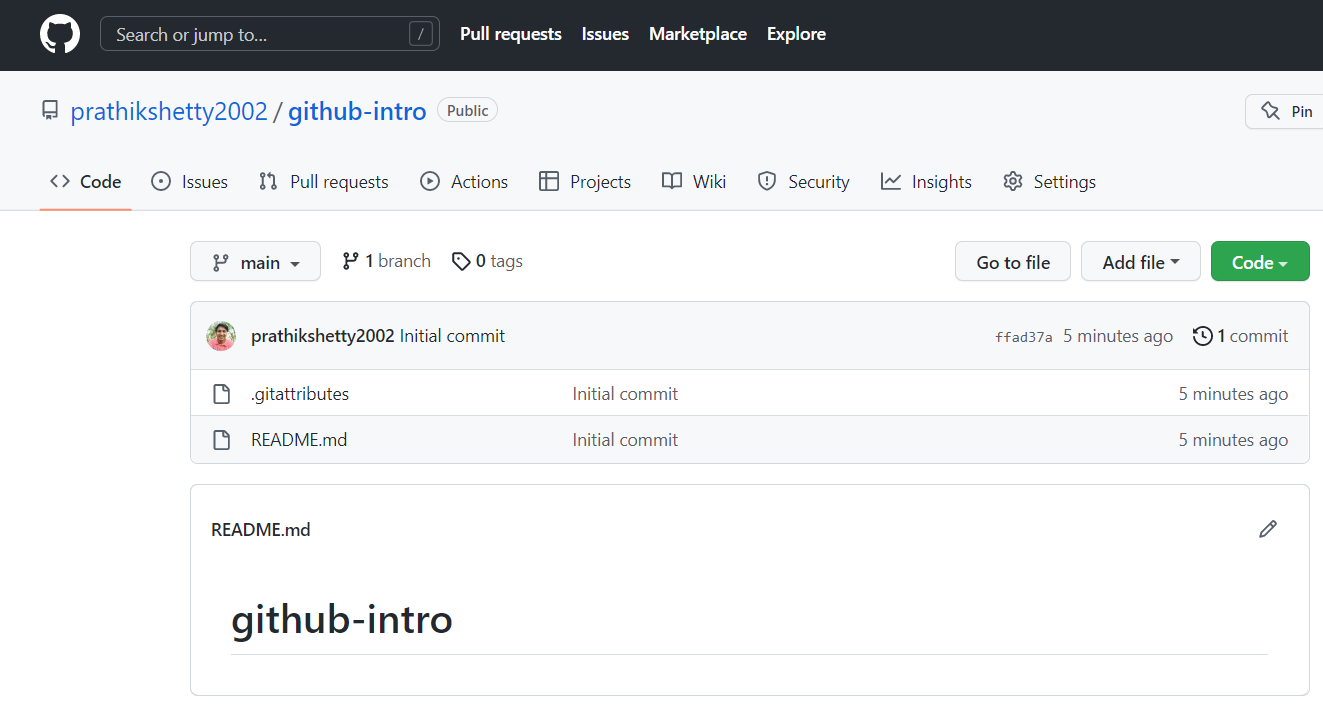 Search or jump to... /
Pull requests Issues Marketplace Explore
prathikshetty2002 / github-intro Public
Pin
Code Issues Pull requests Actions Projects Wiki Security Insights Settings
main 1 branch 0 tags Go to file Add file Code
prathikshetty2002 Initial commit ffad37a 5 minutes ago 1 commit
.gitattributes Initial commit 5 minutes ago
README.md Initial commit 5 minutes ago
README.md
github-intro